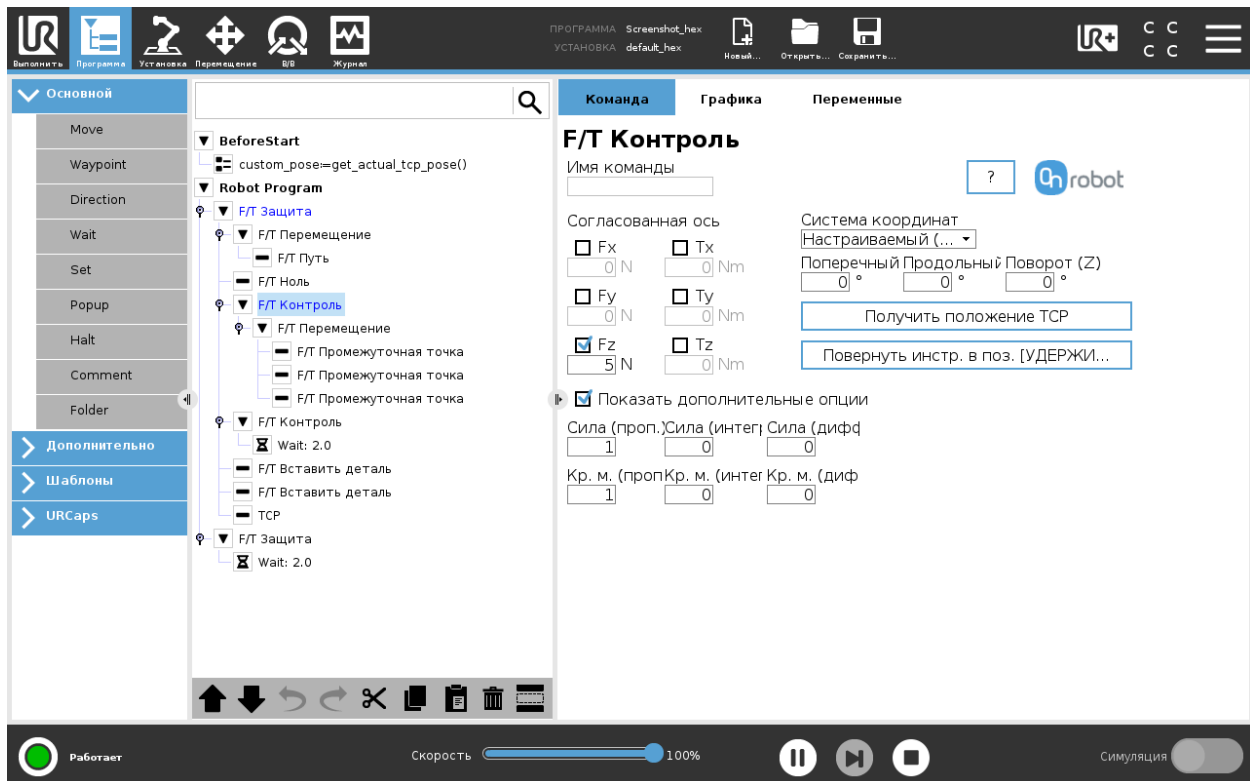 ПРОГРАММА Screenshot_hex
УСТАНОВКА default_hex
Выполнить Программа Установка Перемещение В/В Журнал Новый... Открыть... Сохранить...
UR+
C C
C C
Основной
Move
Waypoint
Direction
Wait
Set
Popup
Halt
Comment
Folder
Дополнительно
Шаблоны
URCaps
BeforeStart
custom_pose≔get_actual_tcp_pose()
Robot Program
F/T Защита
F/T Перемещение
F/T Путь
F/T Ноль
F/T Контроль
F/T Перемещение
F/T Промежуточная точка
F/T Промежуточная точка
F/T Промежуточная точка
F/T Контроль
Wait: 2.0
F/T Вставить деталь
F/T Вставить деталь
TCP
F/T Защита
Wait: 2.0
Команда Графика Переменные
F/T Контроль
Имя команды
?
On robot
Согласованная ось
Fx Tx
0 N 0 Nm
Fy Ty
0 N 0 Nm
Fz Tz
5 N 0 Nm
Система координат
Настраиваемый (...
Поперечный Продольный Поворот (Z)
0 ° 0 ° 0 °
Получить положение TCP
Повернуть инстр. в поз. [УДЕРЖИ...
Показать дополнительные опции
Сила (проп.) Сила (интегр Сила (дифф
1 0 0
Кр. м. (проп Кр. м. (интег Кр. м. (диф
1 0 0
Работает
Скорость 100%
Симуляция